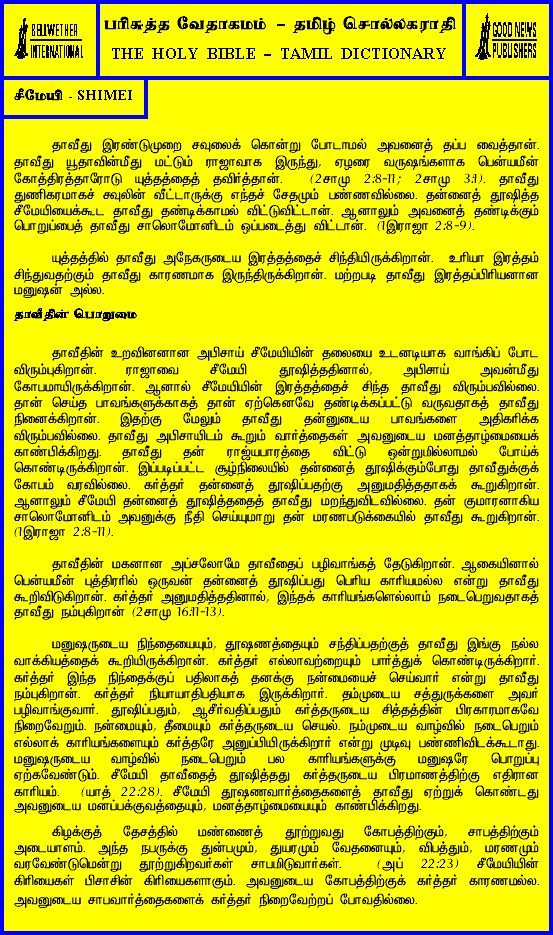 BELLWETHER
INTERNATIONAL
பரிசுத்த வேதாகமம் – தமிழ் சொல்லகராதி
THE HOLY BIBLE – TAMIL DICTIONARY
GOOD NEWS
PUBLISHERS
சீமேயி - SHIMEI
தாவீது இரண்டுமுறை சவுலைக் கொன்று போடாமல் அவனைத் தப்ப வைத்தான்.
தாவீது யூதாவின்மீது மட்டும் ராஜாவாக இருந்து, ஏழரை வருஷங்களாக பென்யமீன்
கோத்திரத்தாரோடு யுத்தத்தைத் தவிர்த்தான். (2சாமு 2:8-11; 2சாமு 3:1). தாவீது
துணிகரமாகச் சவுலின் வீட்டாருக்கு எந்தச் சேதமும் பண்ணவில்லை. தன்னைத் தூஷித்த
சீமேயியைக்கூட தாவீது தண்டிக்காமல் விட்டுவிட்டான். ஆனாலும் அவனைத் தண்டிக்கும்
பொறுப்பைத் தாவீது சாலொமோனிடம் ஒப்படைத்து விட்டான். (1இராஜா 2:8-9).
யுத்தத்தில் தாவீது அநேகருடைய இரத்தத்தைச் சிந்தியிருக்கிறான். உரியா இரத்தம்
சிந்துவதற்கும் தாவீது காரணமாக இருந்திருக்கிறான். மற்றபடி தாவீது இரத்தப்பிரியனான
மனுஷன் அல்ல.
தாவீதின் பொறுமை
தாவீதின் உறவினனான அபிசாய் சீமேயியின் தலையை உடனடியாக வாங்கிப் போட
விரும்புகிறான். ராஜாவை சீமேயி தூஷித்ததினால், அபிசாய் அவன்மீது
கோபமாயிருக்கிறான். ஆனால் சீமேயியின் இரத்தத்தைச் சிந்த தாவீது விரும்பவில்லை.
தான் செய்த பாவங்களுக்காகத் தான் ஏற்கெனவே தண்டிக்கப்பட்டு வருவதாகத் தாவீது
நினைக்கிறான். இதற்கு மேலும் தாவீது தன்னுடைய பாவங்களை அதிகரிக்க
விரும்பவில்லை. தாவீது அபிசாயிடம் கூறும் வார்த்தைகள் அவனுடைய மனத்தாழ்மையைக்
காண்பிக்கிறது. தாவீது தன் ராஜ்யபாரத்தை விட்டு ஒன்றுமில்லாமல் போய்க்
கொண்டிருக்கிறான். இப்படிப்பட்ட சூழ்நிலையில் தன்னைத் தூஷிக்கும்போது தாவீதுக்குக்
கோபம் வரவில்லை. கர்த்தர் தன்னைத் தூஷிப்பதற்கு அனுமதித்ததாகக் கூறுகிறான்.
ஆனாலும் சீமேயி தன்னைத் தூஷித்ததைத் தாவீது மறந்துவிடவில்லை. தன் குமாரனாகிய
சாலொமோனிடம் அவனுக்கு நீதி செய்யுமாறு தன் மரணபடுக்கையில் தாவீது கூறுகிறான்.
(1இராஜா 2:8-11).
தாவீதின் மகனான அப்சலோமே தாவீதைப் பழிவாங்கத் தேடுகிறான். ஆகையினால்
பென்யமீன் புத்திரரில் ஒருவன் தன்னைத் தூஷிப்பது பெரிய காரியமல்ல என்று தாவீது
கூறிவிடுகிறான். கர்த்தர் அனுமதித்ததினால், இந்தக் காரியங்களெல்லாம் நடைபெறுவதாகத்
தாவீது நம்புகிறான் (2சாமு 16:11-13).
மனுஷருடைய நிந்தையையும், தூஷணத்தையும் சந்திப்பதற்குத் தாவீது இங்கு நல்ல
வாக்கியத்தைக் கூறியிருக்கிறான். கர்த்தர் எல்லாவற்றையும் பார்த்துக் கொண்டிருக்கிறார்.
கர்த்தர் இந்த நிந்தைக்குப் பதிலாகத் தனக்கு நன்மையைச் செய்வார் என்று தாவீது
நம்புகிறான். கர்த்தர் நியாயாதிபதியாக இருக்கிறார். தம்முடைய சத்துருக்களை அவர்
பழிவாங்குவார். தூஷிப்பதும், ஆசீர்வதிப்பதும் கர்த்தருடைய சித்தத்தின் பிரகாரமாகவே
நிறைவேறும். நன்மையும், தீமையும் கர்த்தருடைய செயல். நம்முடைய வாழ்வில் நடைபெறும்
எல்லாக் காரியங்களையும் கர்த்தரே அனுப்பியிருக்கிறார் என்று முடிவு பண்ணிவிடக்கூடாது.
மனுஷருடைய வாழ்வில் நடைபெறும் பல காரியங்களுக்கு மனுஷரே பொறுப்பு
ஏற்கவேண்டும். சீமேயி தாவீதைத் தூஷித்தது கர்த்தருடைய பிரமாணத்திற்கு எதிரான
காரியம். (யாத் 22:28). சீமேயி தூஷணவார்த்தைகளைத் தாவீது ஏற்றுக் கொண்டது
அவனுடைய மனப்பக்குவத்தையும், மனத்தாழ்மையையும் காண்பிக்கிறது.
கிழக்குத் தேசத்தில் மண்ணைத் தூற்றுவது கோபத்திற்கும், சாபத்திற்கும்
அடையாளம். அந்த நபருக்கு துன்பமும், துயரமும் வேதனையும், விபத்தும், மரணமும்
வரவேண்டுமென்று தூற்றுகிறவர்கள் சாபமிடுவார்கள். (அப் 22:23) சீமேயியின்
கிரியைகள் பிசாசின் கிரியைகளாகும். அவனுடைய கோபத்திற்குக் கர்த்தர் காரணமல்ல.
அவனுடைய சாபவார்த்தைகளைக் கர்த்தர் நிறைவேற்றப் போவதில்லை.